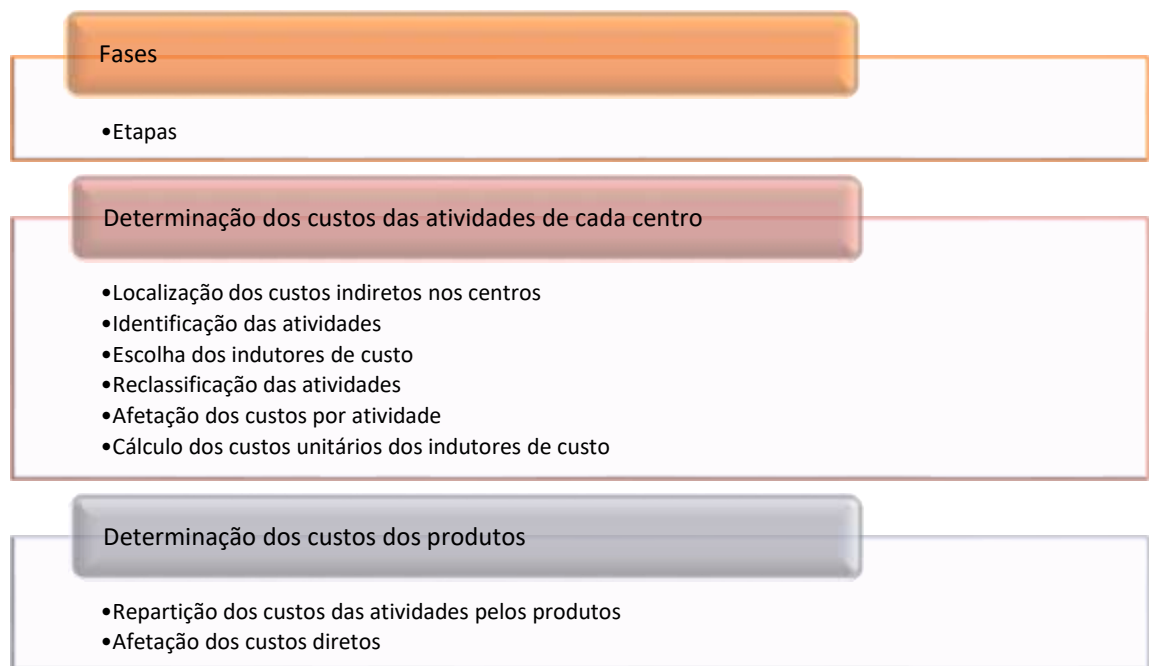 Fases
•Etapas
Determinação dos custos das atividades de cada centro
•Localização dos custos indiretos nos centros
•Identificação das atividades
•Escolha dos indutores de custo
•Reclassificação das atividades
•Afetação dos custos por atividade
•Cálculo dos custos unitários dos indutores de custo
Determinação dos custos dos produtos
•Repartição dos custos das atividades pelos produtos
•Afetação dos custos diretos